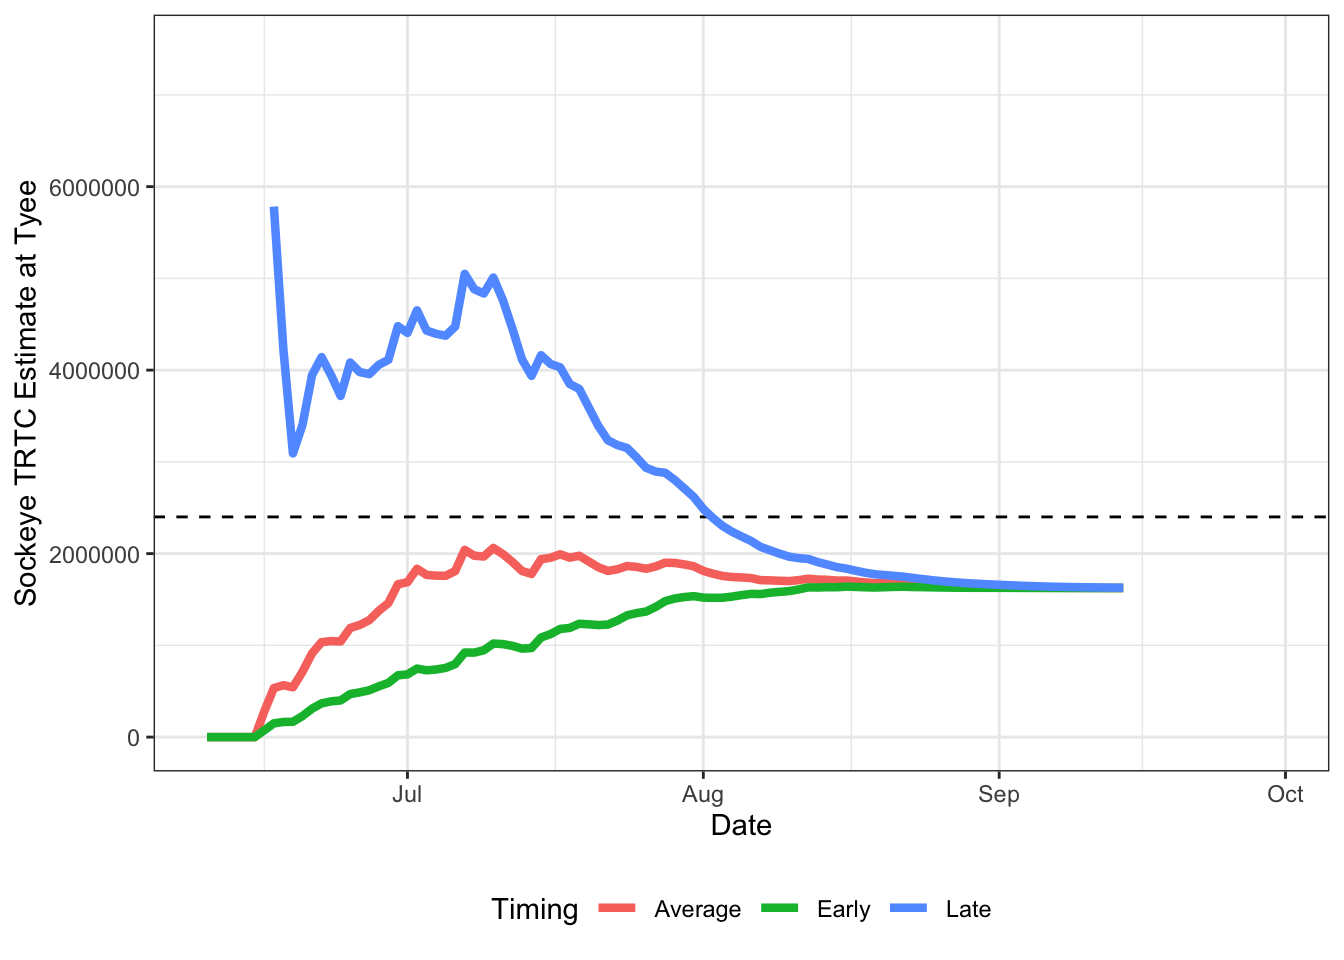 Sockeye TRTC Estimate at Tyee
6000000
4000000
2000000
0
Jul Aug Sep Oct
Date
Timing Average Early Late